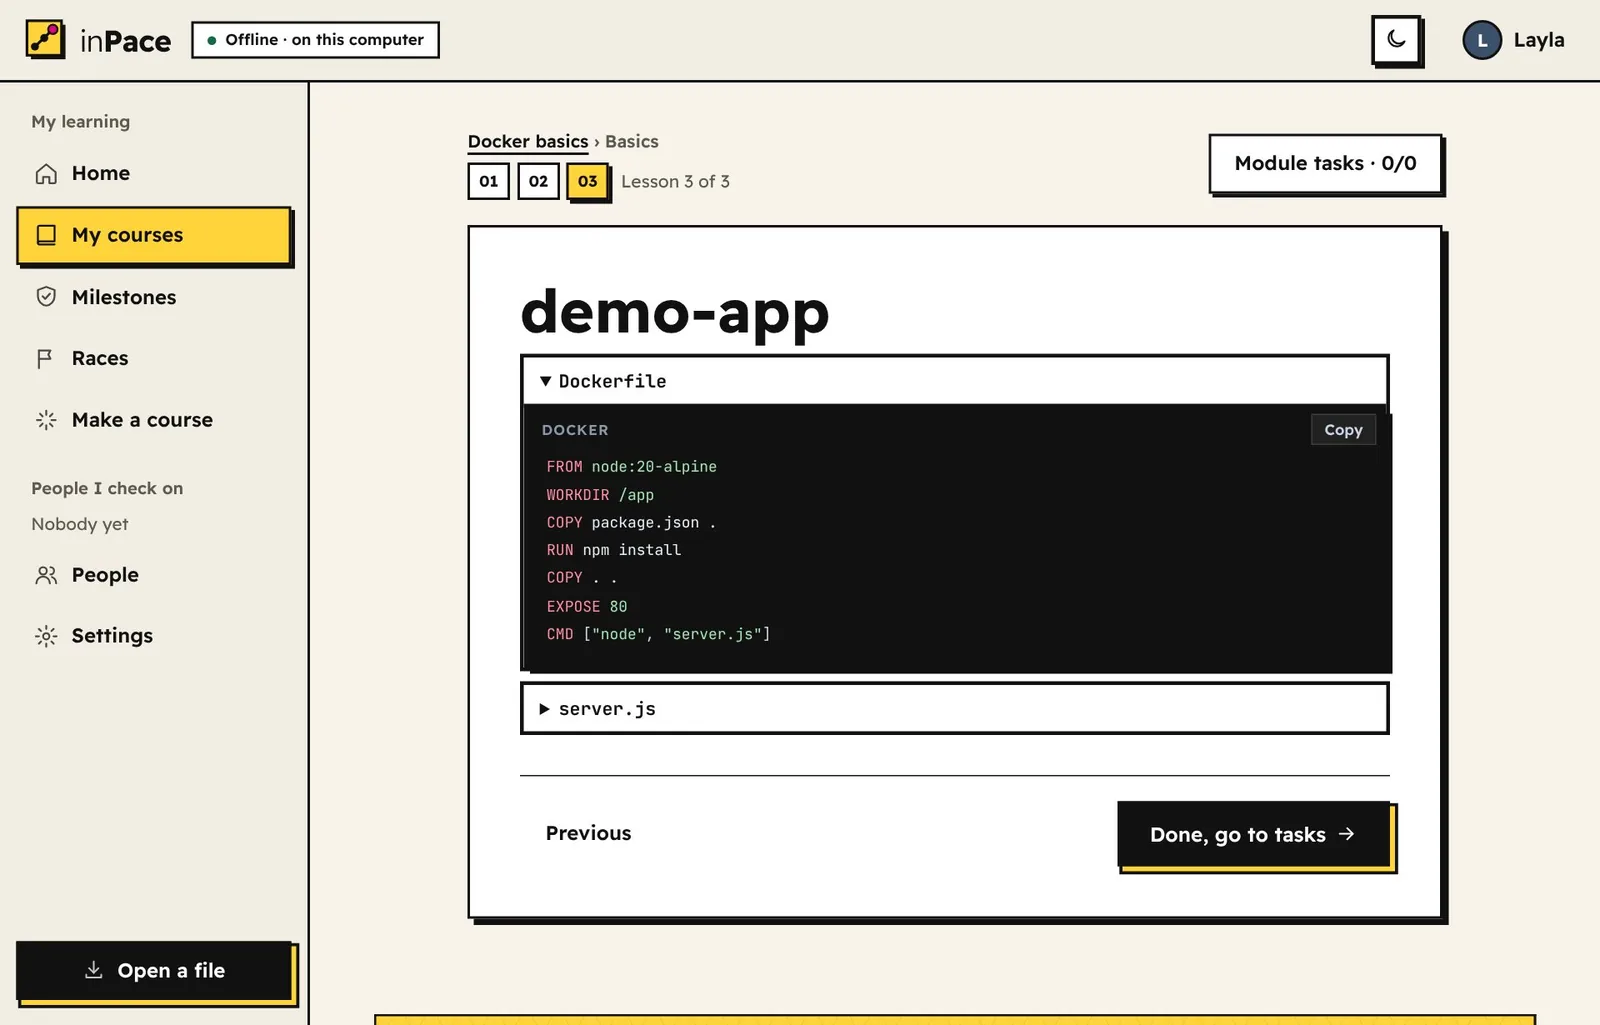 inPace
Offline · on this computer
L
Layla
My learning
Home
My courses
Milestones
Races
Make a course
People I check on
Nobody yet
People
Settings
Open a file
Docker basics › Basics
01 02 03 Lesson 3 of 3
Module tasks · 0/0
demo-app
▼ Dockerfile
DOCKER
Copy
FROM node:20-alpine
WORKDIR /app
COPY package.json .
RUN npm install
COPY . .
EXPOSE 80
CMD ["node", "server.js"]
▶ server.js
Previous
Done, go to tasks →